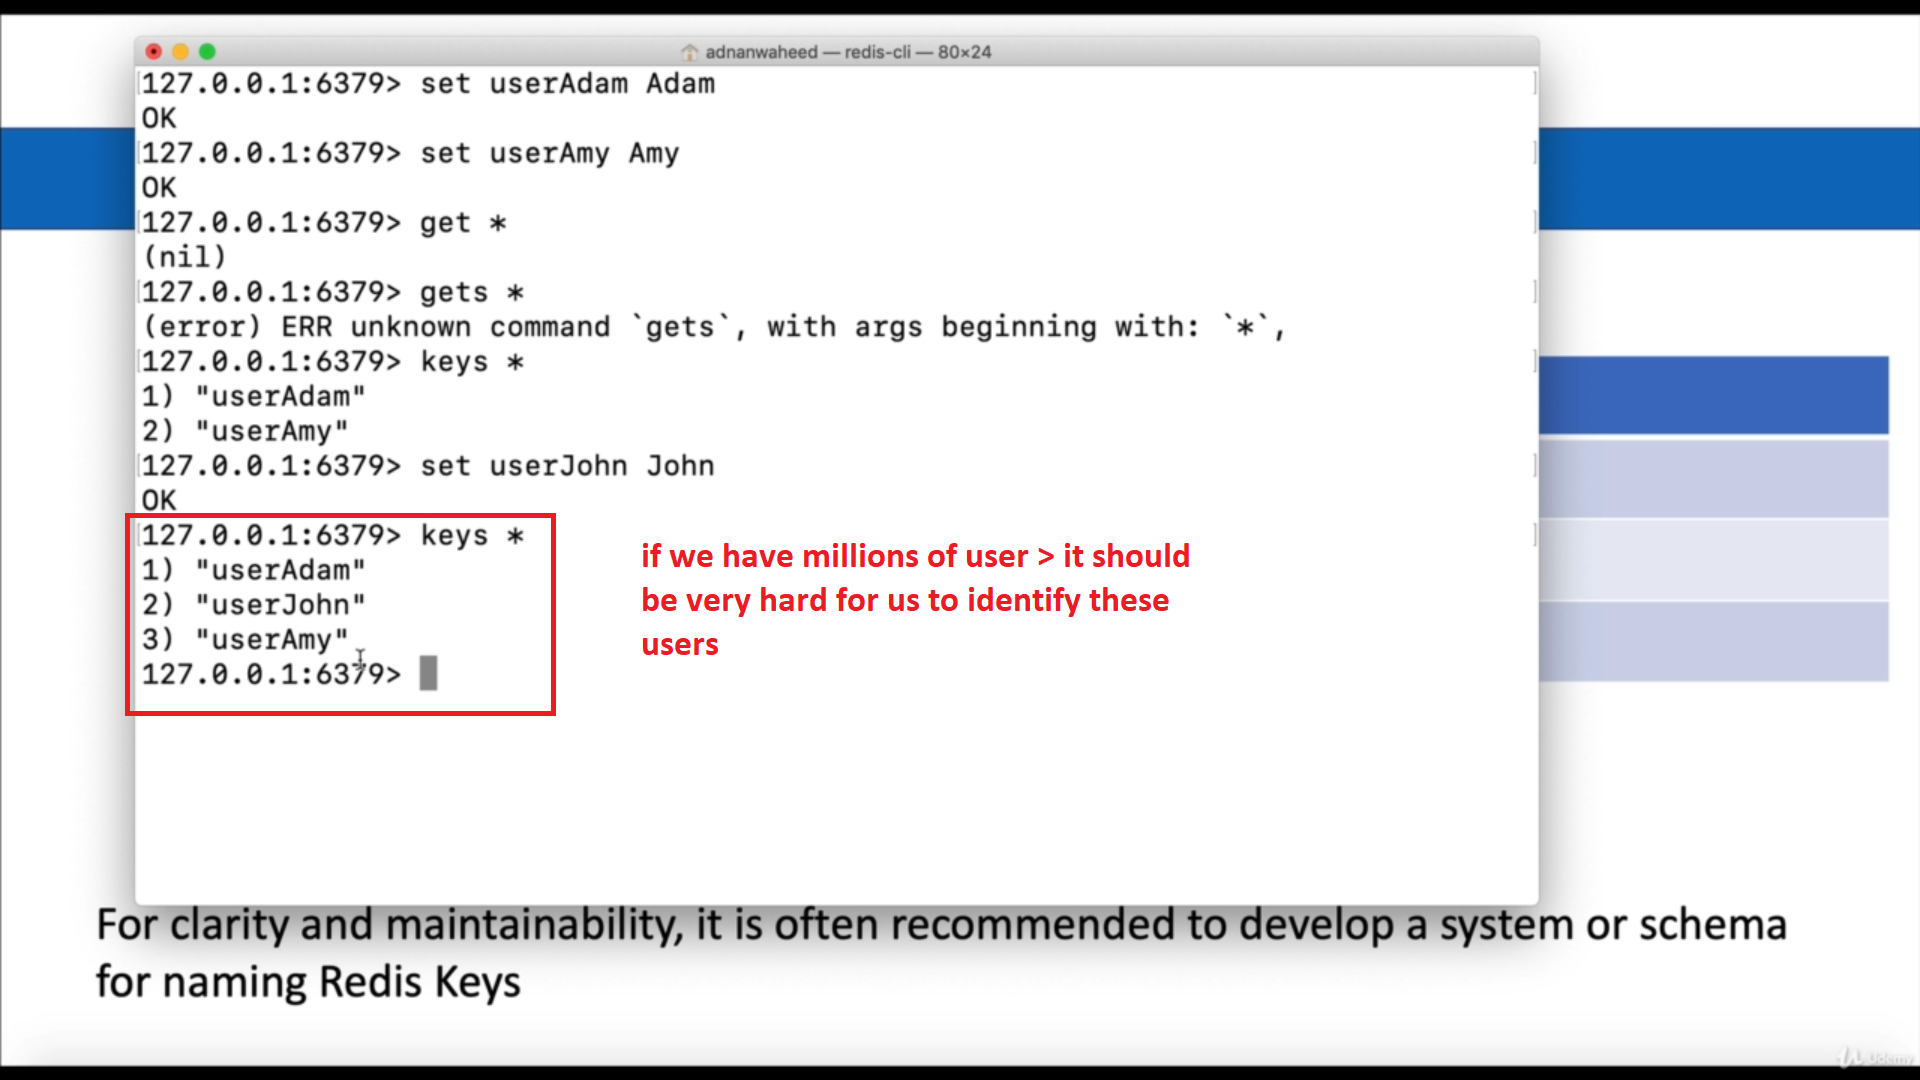 adnanwaheed — redis-cli — 80×24
127.0.0.1:6379> set userAdam Adam
OK
127.0.0.1:6379> set userAmy Amy
OK
127.0.0.1:6379> get *
(nil)
127.0.0.1:6379> gets *
(error) ERR unknown command `gets`, with args beginning with: `*`,
127.0.0.1:6379> keys *
1) "userAdam"
2) "userAmy"
127.0.0.1:6379> set userJohn John
OK
127.0.0.1:6379> keys *
1) "userAdam"
2) "userJohn"
3) "userAmy"
127.0.0.1:6379>
if we have millions of user > it should
be very hard for us to identify these
users
For clarity and maintainability, it is often recommended to develop a system or schema
for naming Redis Keys
Udemy